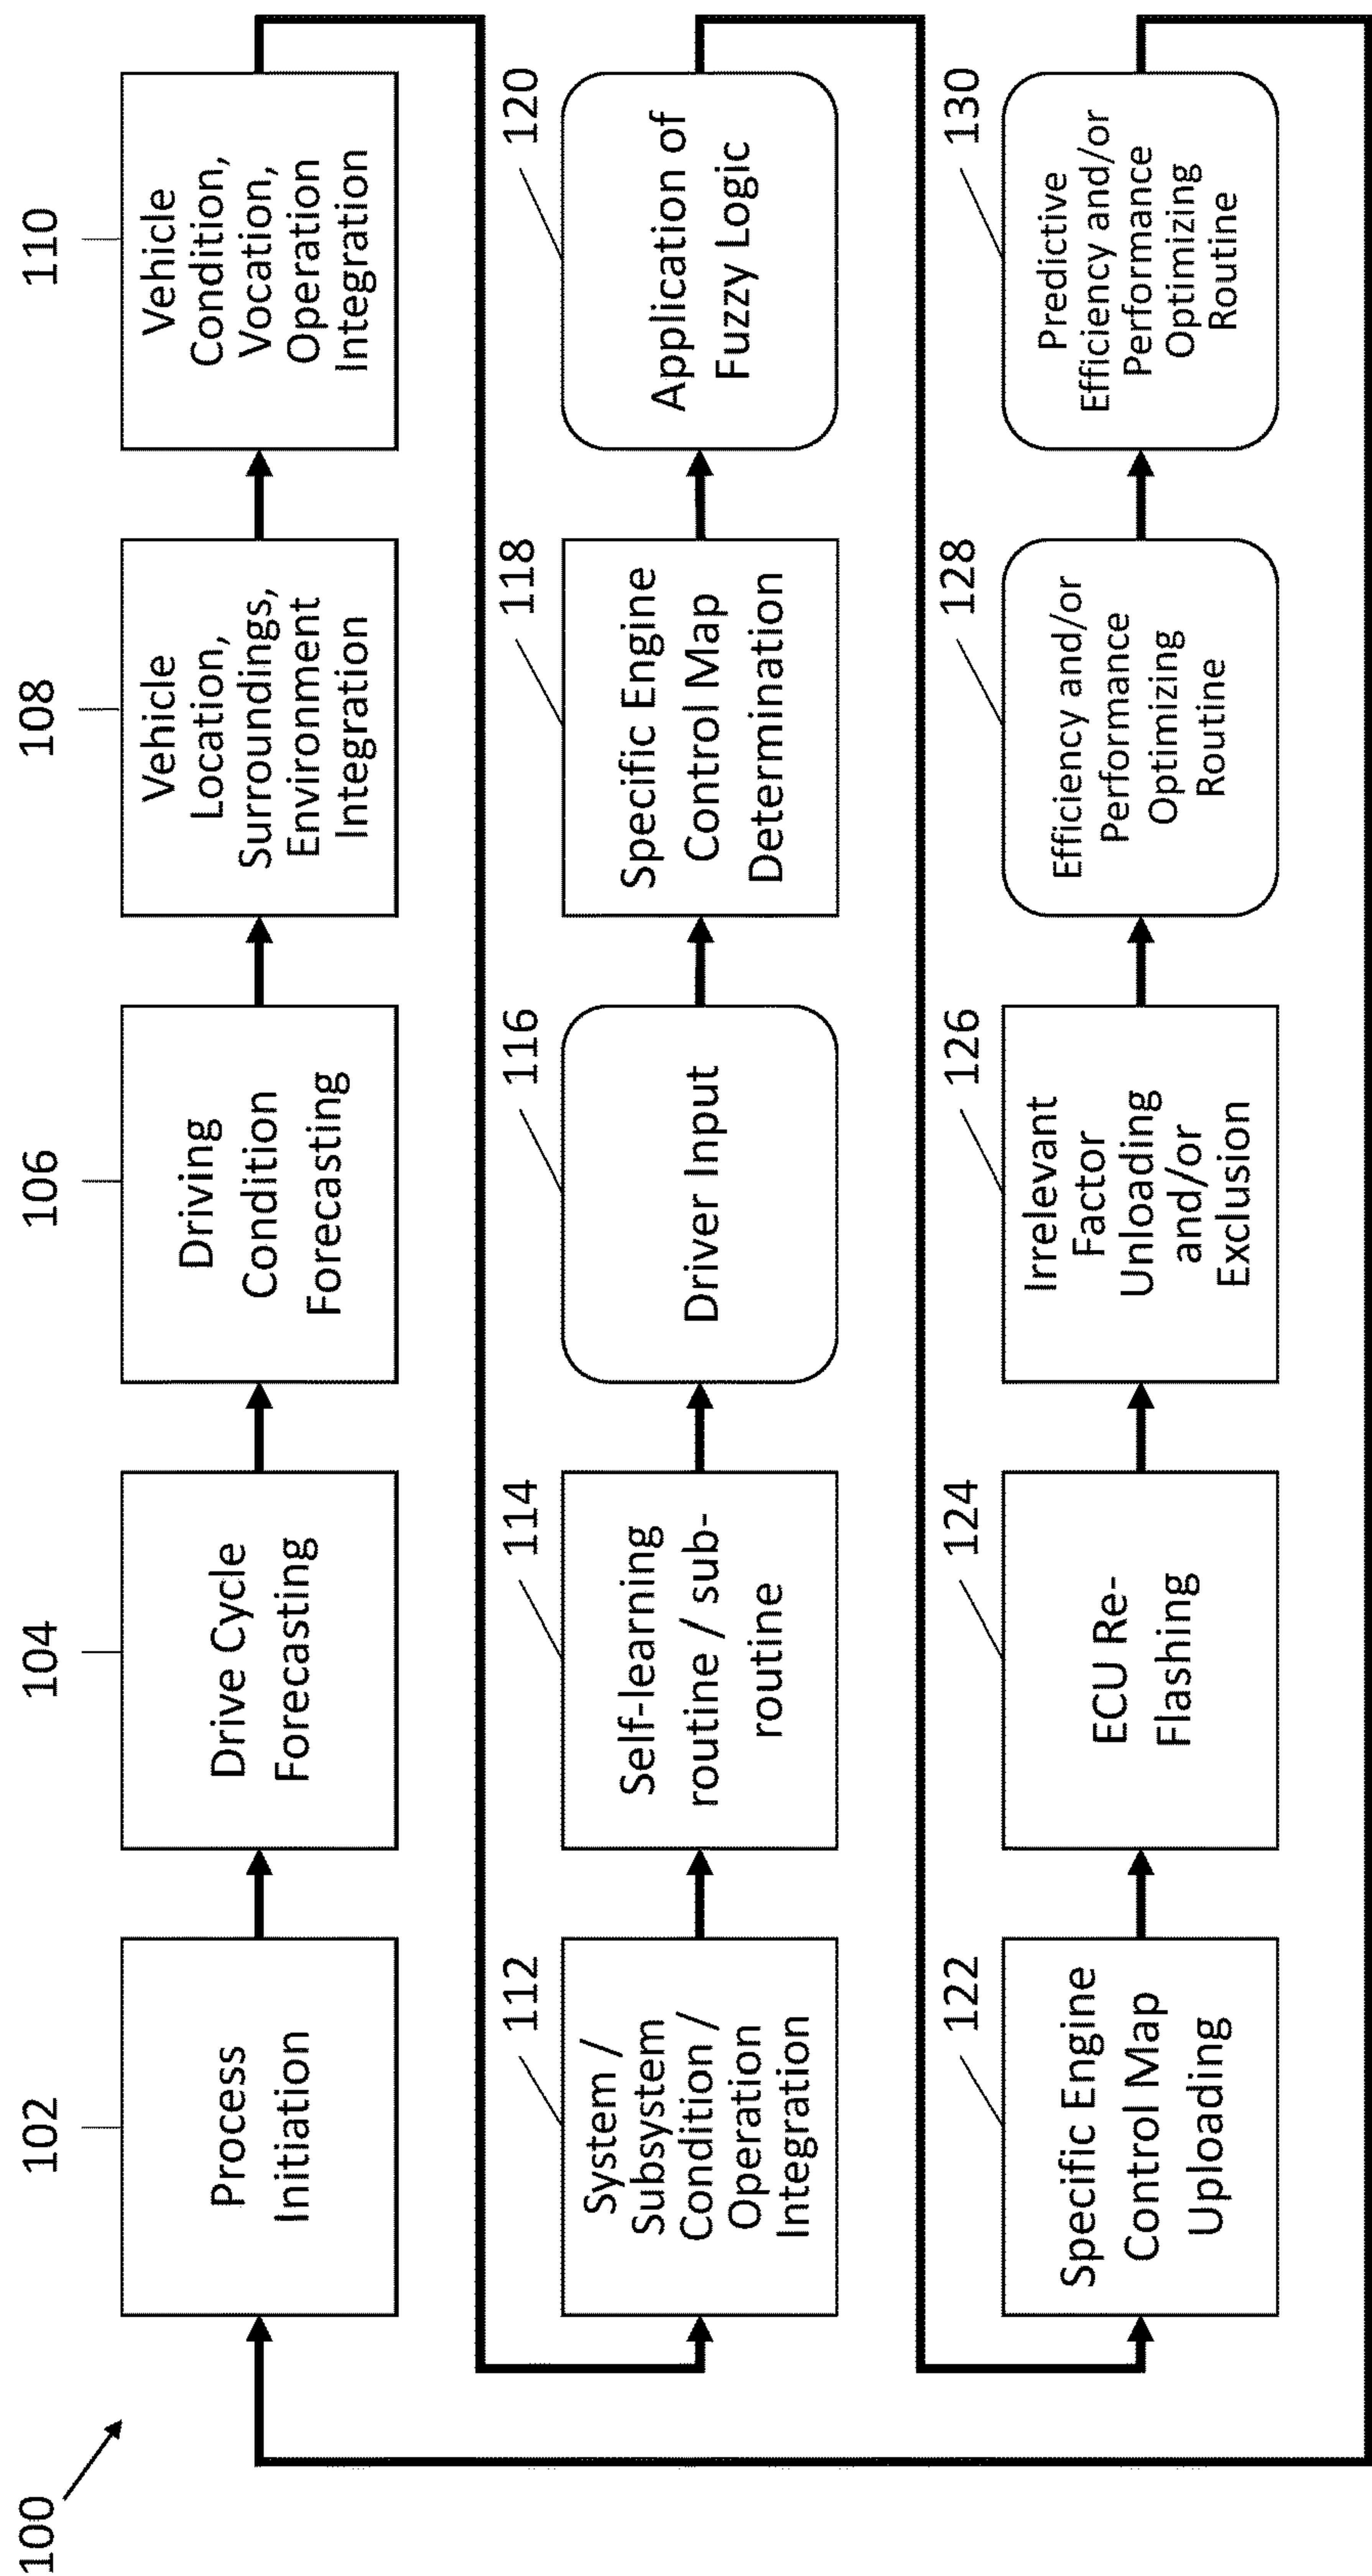 100
102
Process
Initiation
104
Drive Cycle
Forecasting
106
Driving
Condition
Forecasting
108
Vehicle
Location,
Surroundings,
Environment
Integration
110
Vehicle
Condition,
Vocation,
Operation
Integration
112
System /
Subsystem
Condition /
Operation
Integration
114
Self-learning
routine / sub-
routine
116
Driver Input
118
Specific Engine
Control Map
Determination
120
Application of
Fuzzy Logic
122
Specific Engine
Control Map
Uploading
124
ECU Re-
Flashing
126
Irrelevant
Factor
Unloading
and/or
Exclusion
128
Efficiency and/or
Performance
Optimizing
Routine
130
Predictive
Efficiency and/or
Performance
Optimizing
Routine